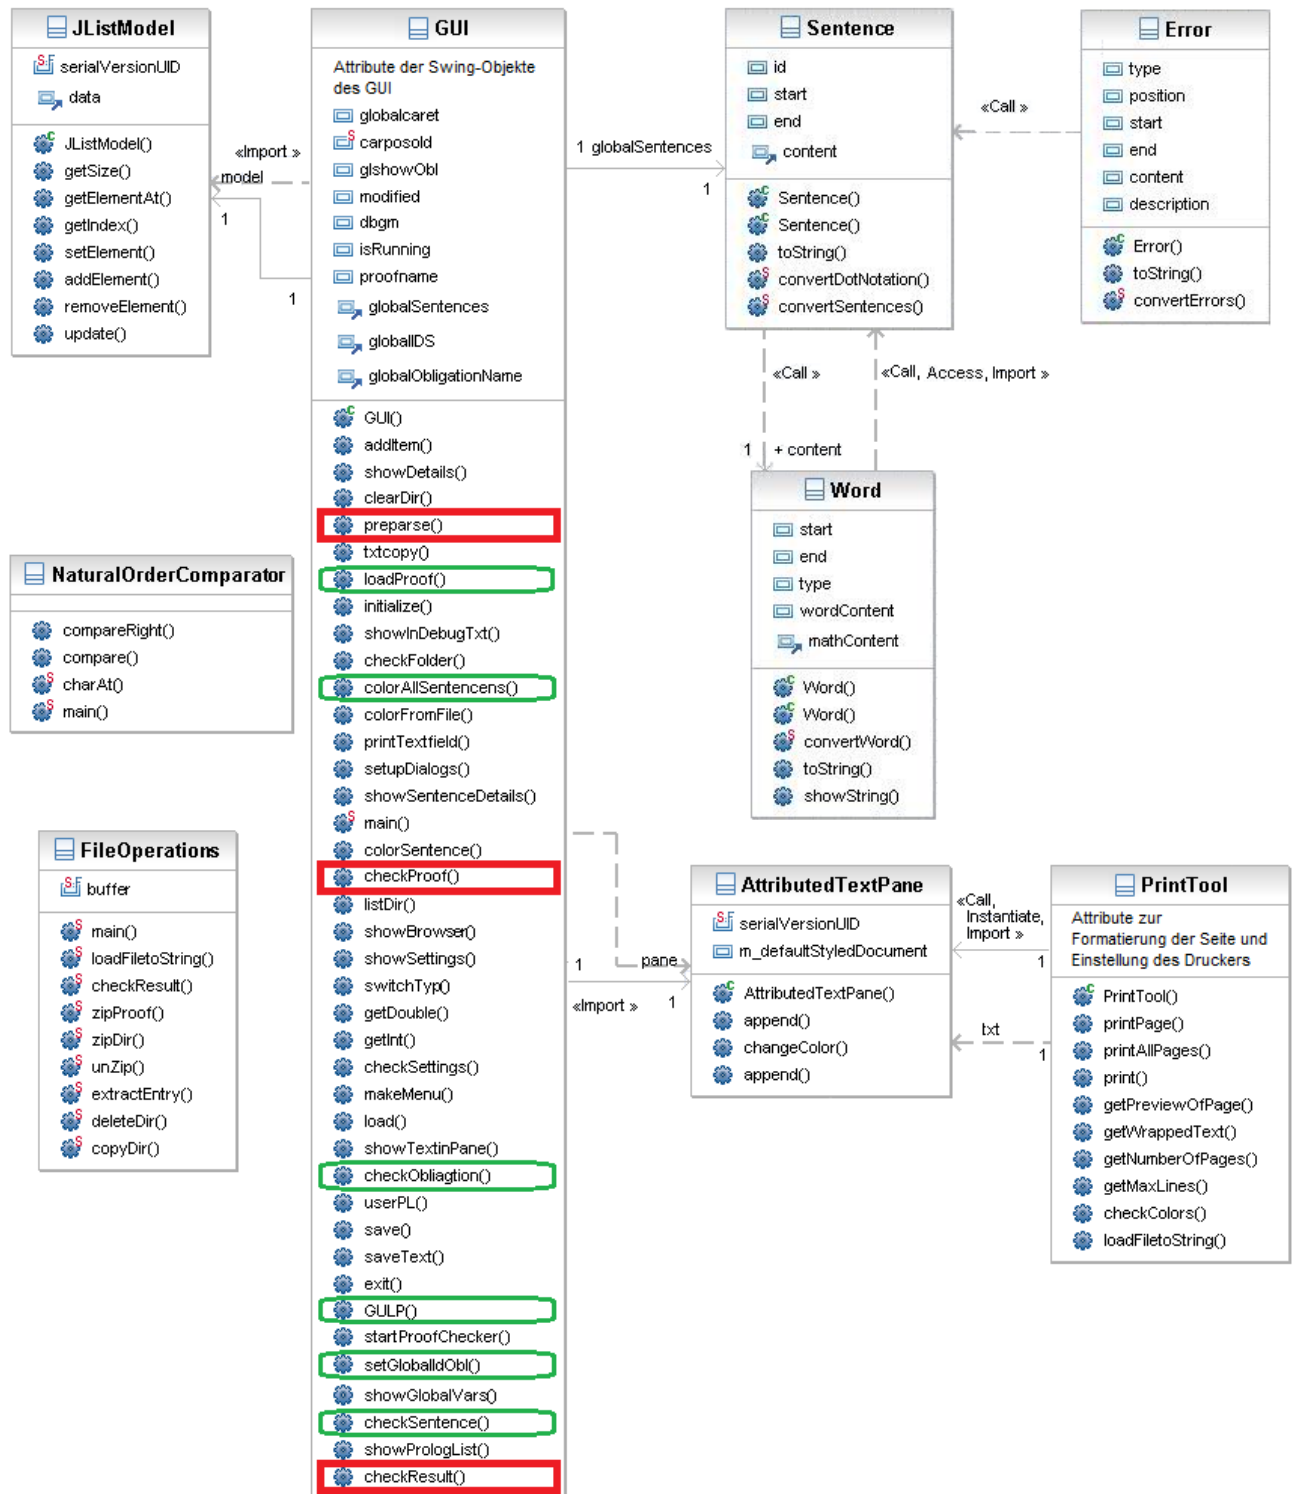 JListModel
serialVersionUID
data
JListModel()
getSize()
getElementAt()
getIndex()
setElement()
addElement()
removeElement()
update()
«Import »
model
1
1
GUI
Attribute der Swing-Objekte
des GUI
globalcaret
carposold
glshowObl
modified
dbgm
isRunning
proofname
globalSentences
globalIDS
globalObligationName
GUI()
addItem()
showDetails()
clearDir()
preparse()
txtcopy()
loadProof()
initialize()
showInDebugTxt()
checkFolder()
colorAllSentencens()
colorFromFile()
printTextfield()
setupDialogs()
showSentenceDetails()
main()
colorSentence()
checkProof()
listDir()
showBrowser()
showSettings()
switchTyp()
getDouble()
getInt()
checkSettings()
makeMenu()
load()
showTextinPane()
checkObliagtion()
userPL()
save()
saveText()
exit()
GULP()
startProofChecker()
setGlobalIdObl()
showGlobalVars()
checkSentence()
showPrologList()
checkResult()
1 globalSentences
1
Sentence
id
start
end
content
Sentence()
Sentence()
toString()
convertDotNotation()
convertSentences()
«Call »
Error
type
position
start
end
content
description
Error()
toString()
convertErrors()
«Call »
«Call, Access, Import »
1 + content
Word
start
end
type
wordContent
mathContent
Word()
Word()
convertWord()
toString()
showString()
NaturalOrderComparator
compareRight()
compare()
charAt()
main()
FileOperations
buffer
main()
loadFiletoString()
checkResult()
zipProof()
zipDir()
unZip()
extractEntry()
deleteDir()
copyDir()
1
pane
«Import »
1
AttributedTextPane
serialVersionUID
m_defaultStyledDocument
AttributedTextPane()
append()
changeColor()
append()
«Call,
Instantiate,
Import »
1
txt
1
PrintTool
Attribute zur
Formatierung der Seite und
Einstellung des Druckers
PrintTool()
printPage()
printAllPages()
print()
getPreviewOfPage()
getWrappedText()
getNumberOfPages()
getMaxLines()
checkColors()
loadFiletoString()